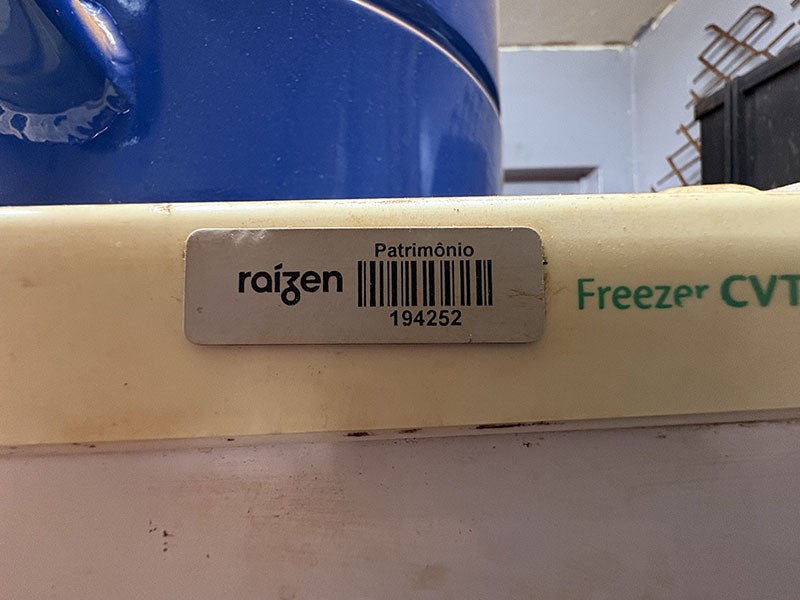 Patrimônio
raízen
194252
Freezer CVT